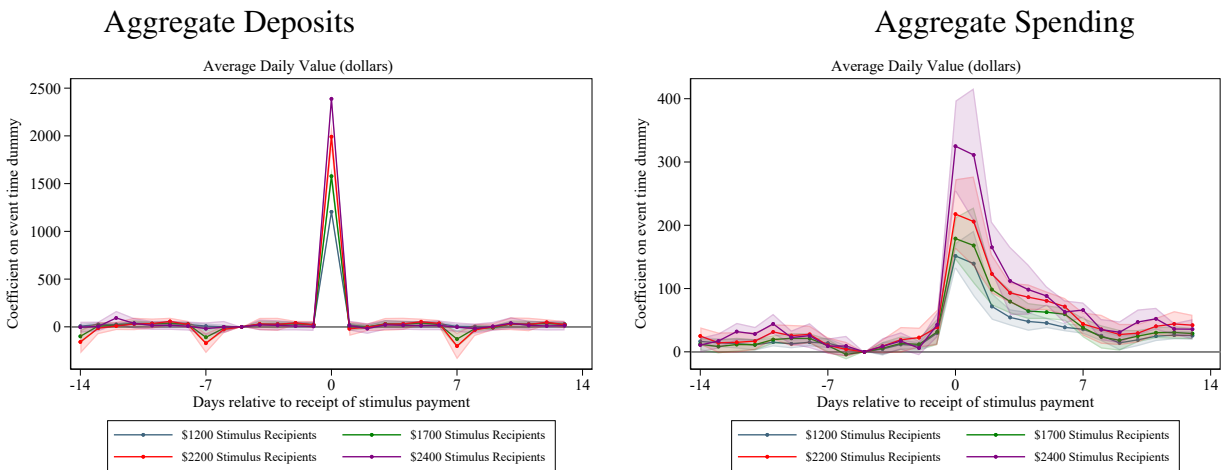 Aggregate Deposits
Average Daily Value (dollars)
Coefficient on event time dummy
2500
2000
1500
1000
500
0
-14 -7 0 7 14
Days relative to receipt of stimulus payment
$1200 Stimulus Recipients $1700 Stimulus Recipients
$2200 Stimulus Recipients $2400 Stimulus Recipients
Aggregate Spending
Average Daily Value (dollars)
Coefficient on event time dummy
400
300
200
100
0
-14 -7 0 7 14
Days relative to receipt of stimulus payment
$1200 Stimulus Recipients $1700 Stimulus Recipients
$2200 Stimulus Recipients $2400 Stimulus Recipients